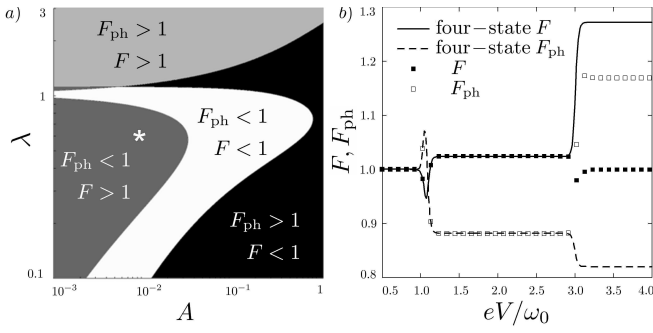 a)
3
1
0.1
λ
F_ph > 1
F > 1
F_ph < 1
F < 1
*
F_ph < 1
F > 1
F_ph > 1
F < 1
10⁻³ 10⁻² 10⁻¹ 1
A
b)
1.3
1.2
1.1
1.0
0.9
0.8
F, F_ph
four−state F
four−state F_ph
F
F_ph
0.5 1.0 1.5 2.0 2.5 3.0 3.5 4.0
eV/ω₀